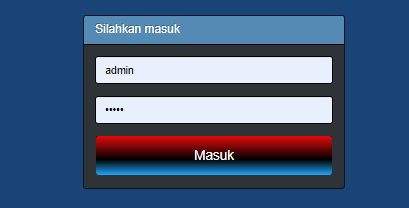 Silahkan masuk
admin
•••••
Masuk